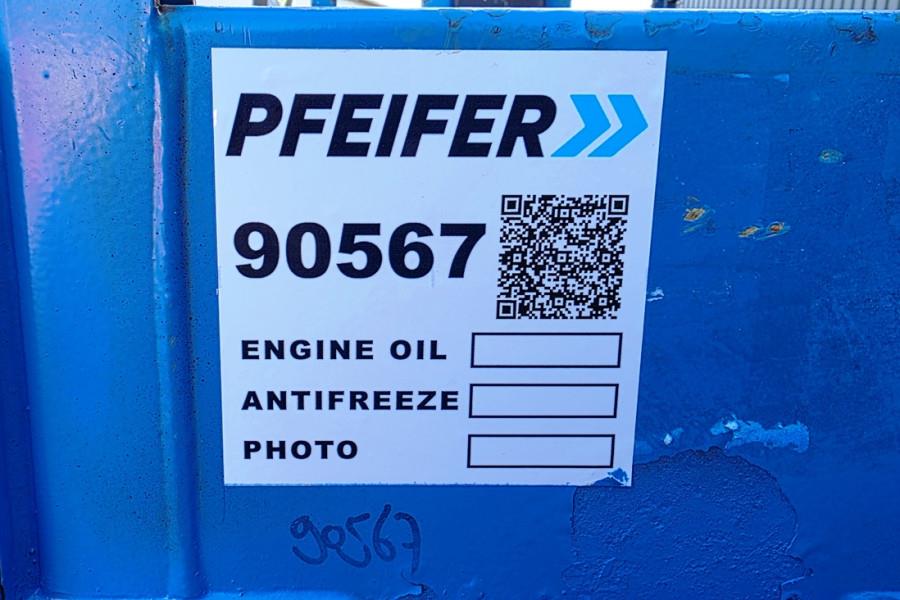 PFEIFER
90567
ENGINE OIL
ANTIFREEZE
PHOTO
90567